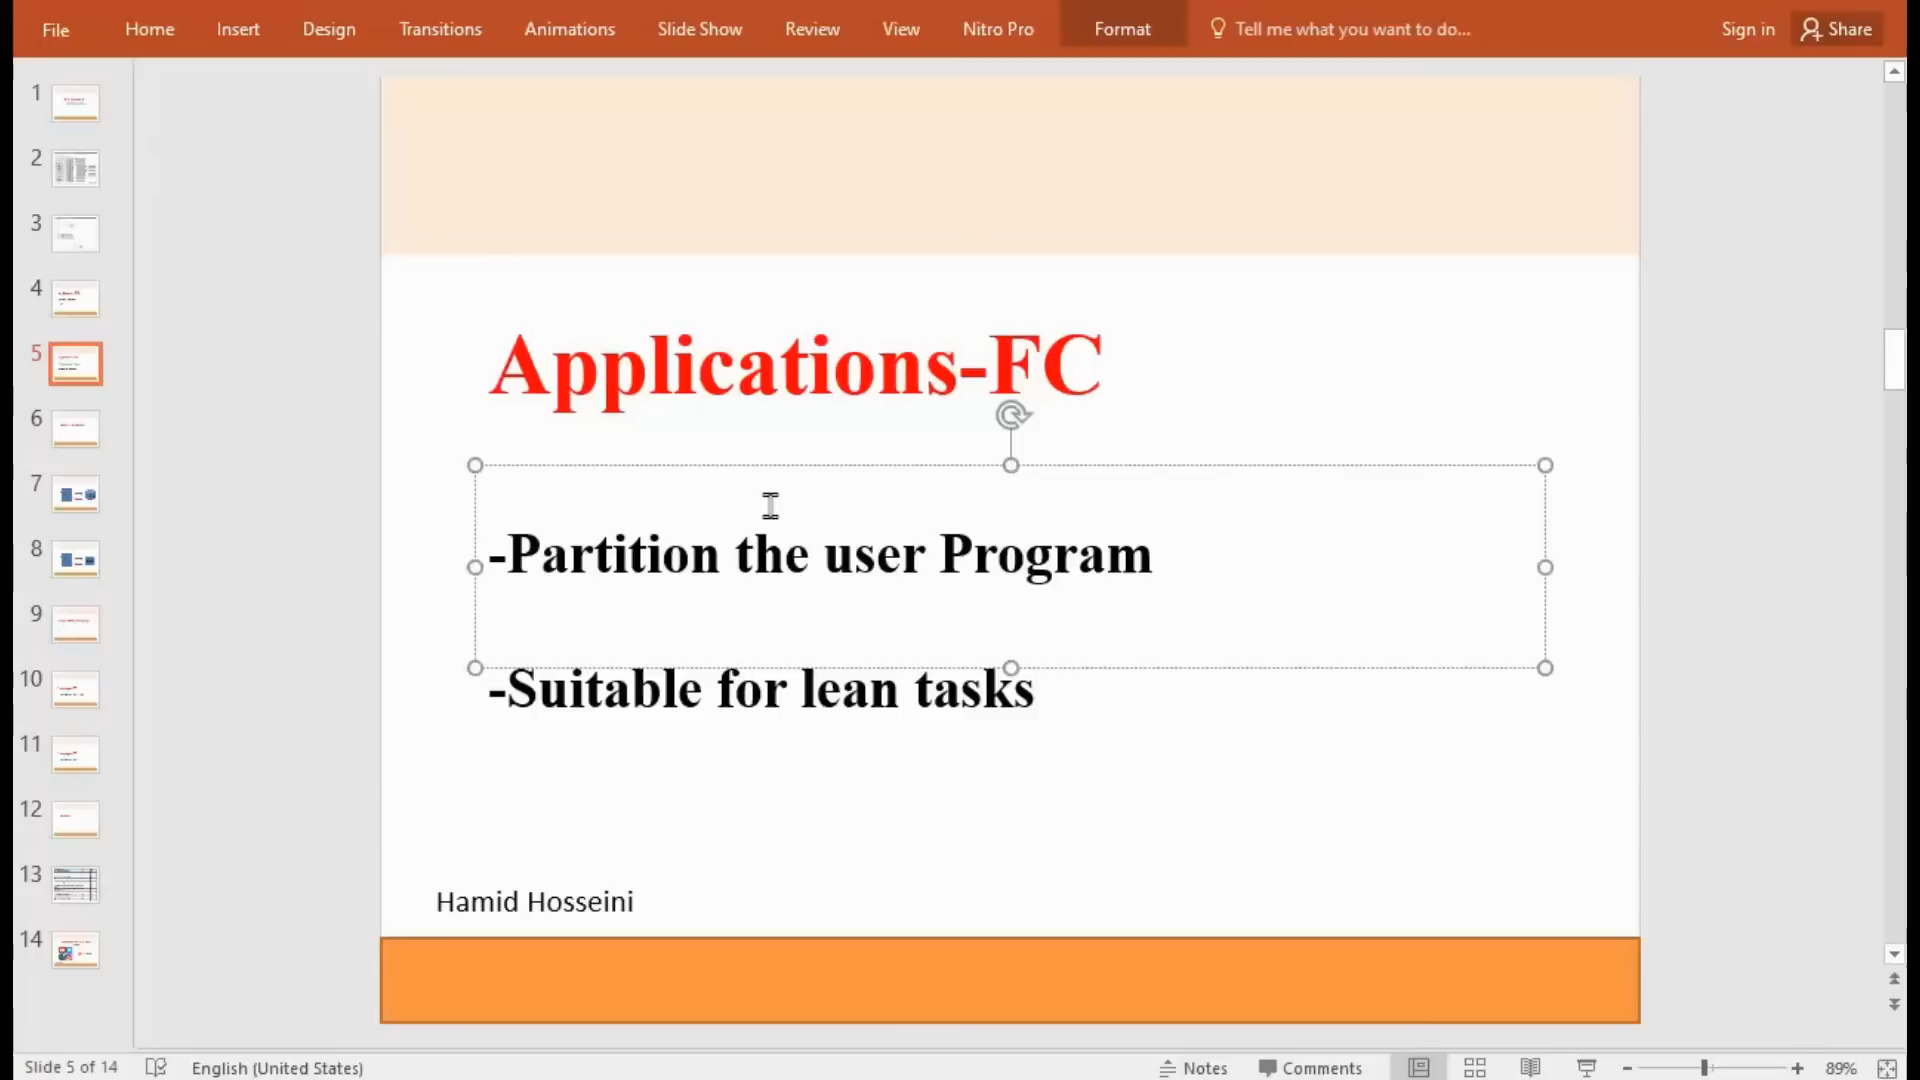 File Home Insert Design Transitions Animations Slide Show Review View Nitro Pro Format Tell me what you want to do... Sign in Share
1
2
3
4
5
6
7
8
9
10
11
12
13
14
Applications-FC
-Partition the user Program
-Suitable for lean tasks
Hamid Hosseini
Slide 5 of 14 English (United States) Notes Comments 89%